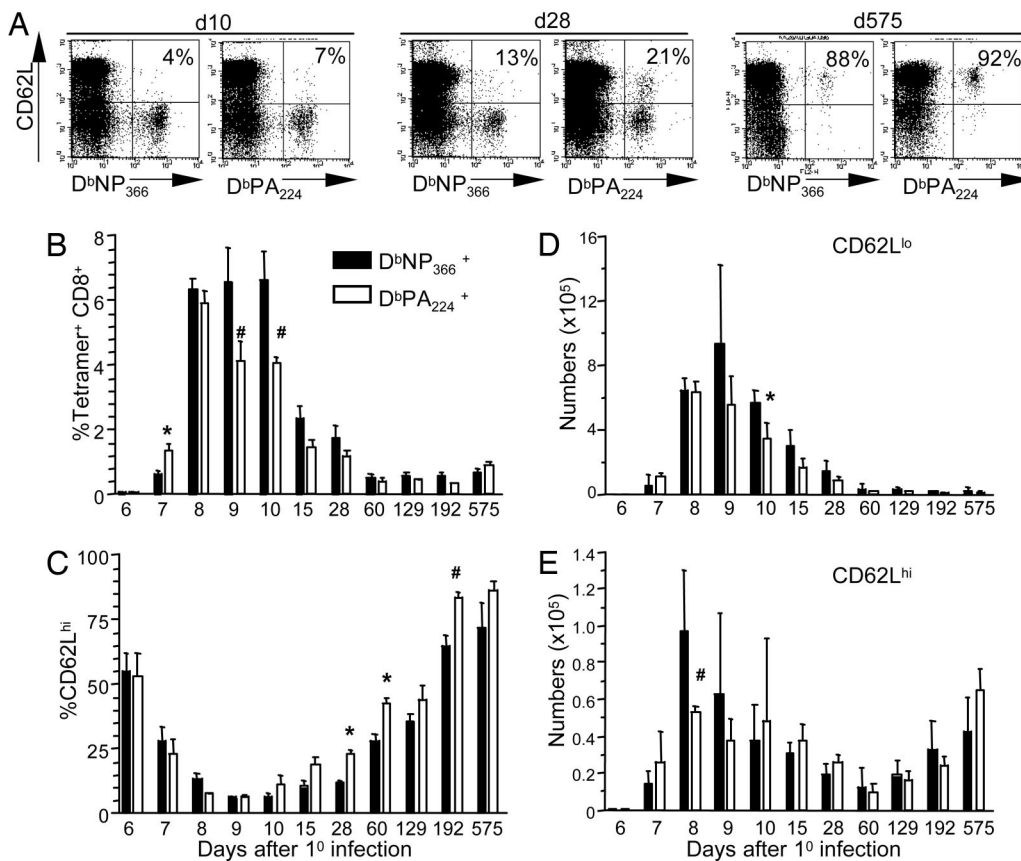 A
d10
d28
d575
CD62L
4%
7%
13%
21%
88%
92%
DbNP366
DbPA224
DbNP366
DbPA224
DbNP366
DbPA224
B
8
6
4
2
0
%Tetramer+ CD8+
DbNP366+
DbPA224+
*
#
#
6 7 8 9 10 15 28 60 129 192 575
D
CD62Llo
16
12
8
4
0
Numbers (x10⁵)
*
6 7 8 9 10 15 28 60 129 192 575
C
100
75
50
25
0
%CD62Lhi
*
*
#
6 7 8 9 10 15 28 60 129 192 575
Days after 1⁰ infection
E
CD62Lhi
1.4
1.2
1.0
0.8
0.6
0.4
0.2
0
Numbers (x10⁵)
#
6 7 8 9 10 15 28 60 129 192 575
Days after 1⁰ infection